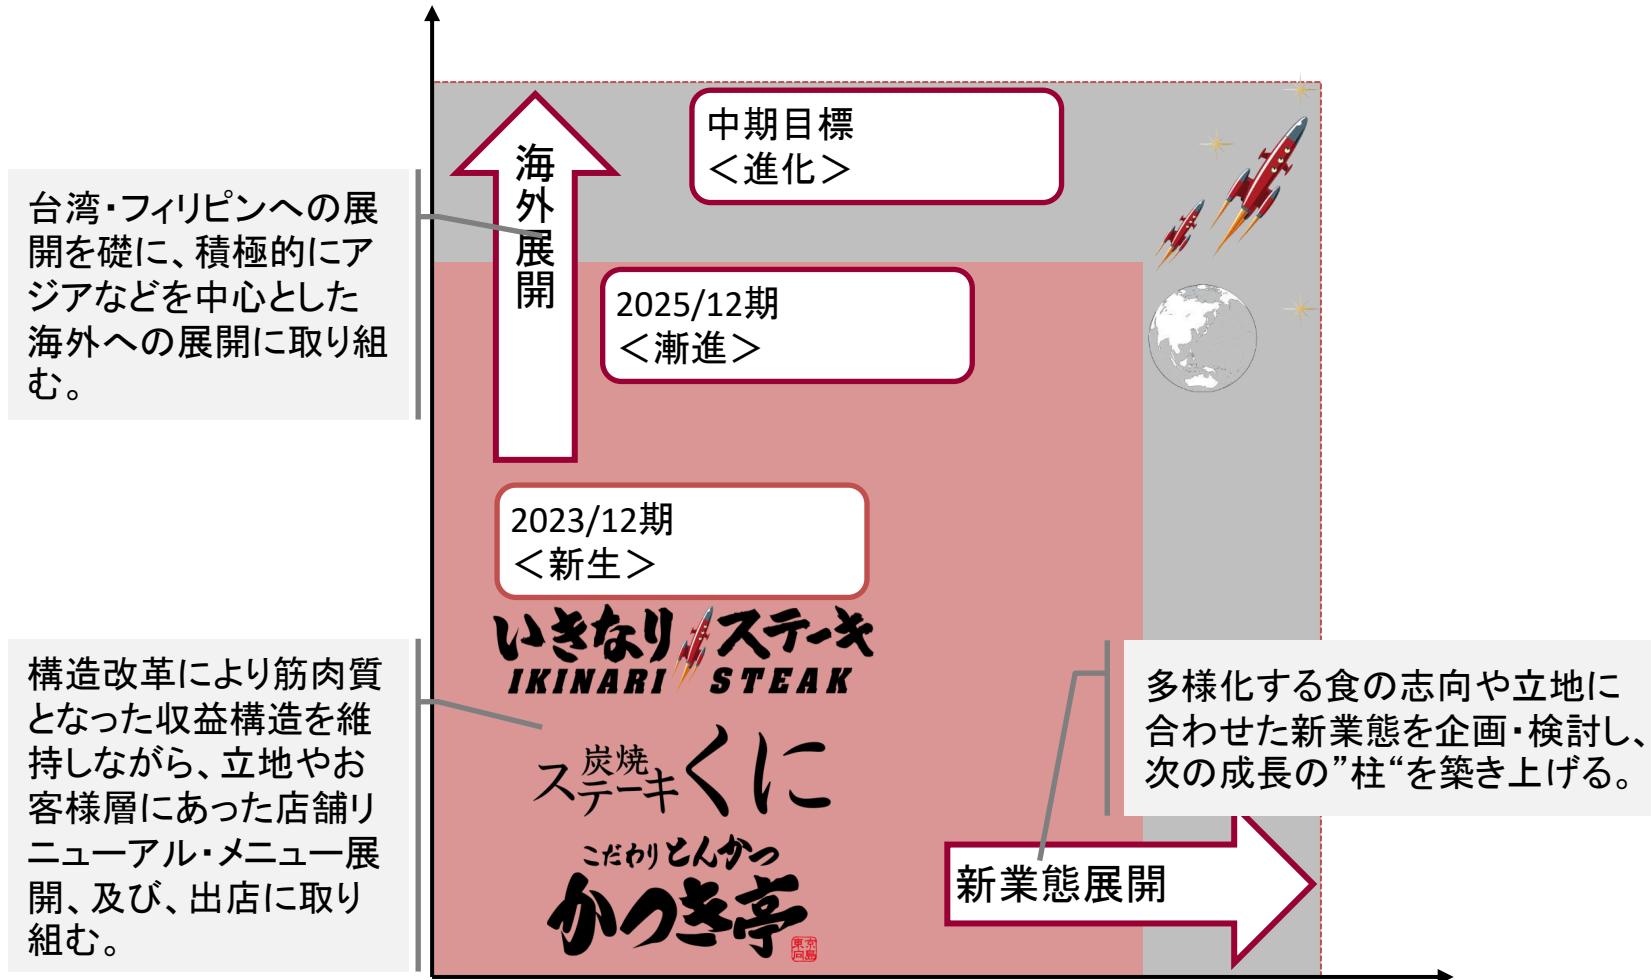 中期目標
＜進化＞
海外展開
台湾・フィリピンへの展
開を礎に、積極的にア
ジアなどを中心とした
海外への展開に取り組
む。
2025/12期
＜漸進＞
2023/12期
＜新生＞
いきなりステーキ
IKINARI STEAK
炭焼
ステーキくに
こだわりとんかつ
かつき亭
東京
向島
構造改革により筋肉質
となった収益構造を維
持しながら、立地やお
客様層にあった店舗リ
ニューアル・メニュー展
開、及び、出店に取り
組む。
多様化する食の志向や立地に
合わせた新業態を企画・検討し、
次の成長の”柱“を築き上げる。
新業態展開